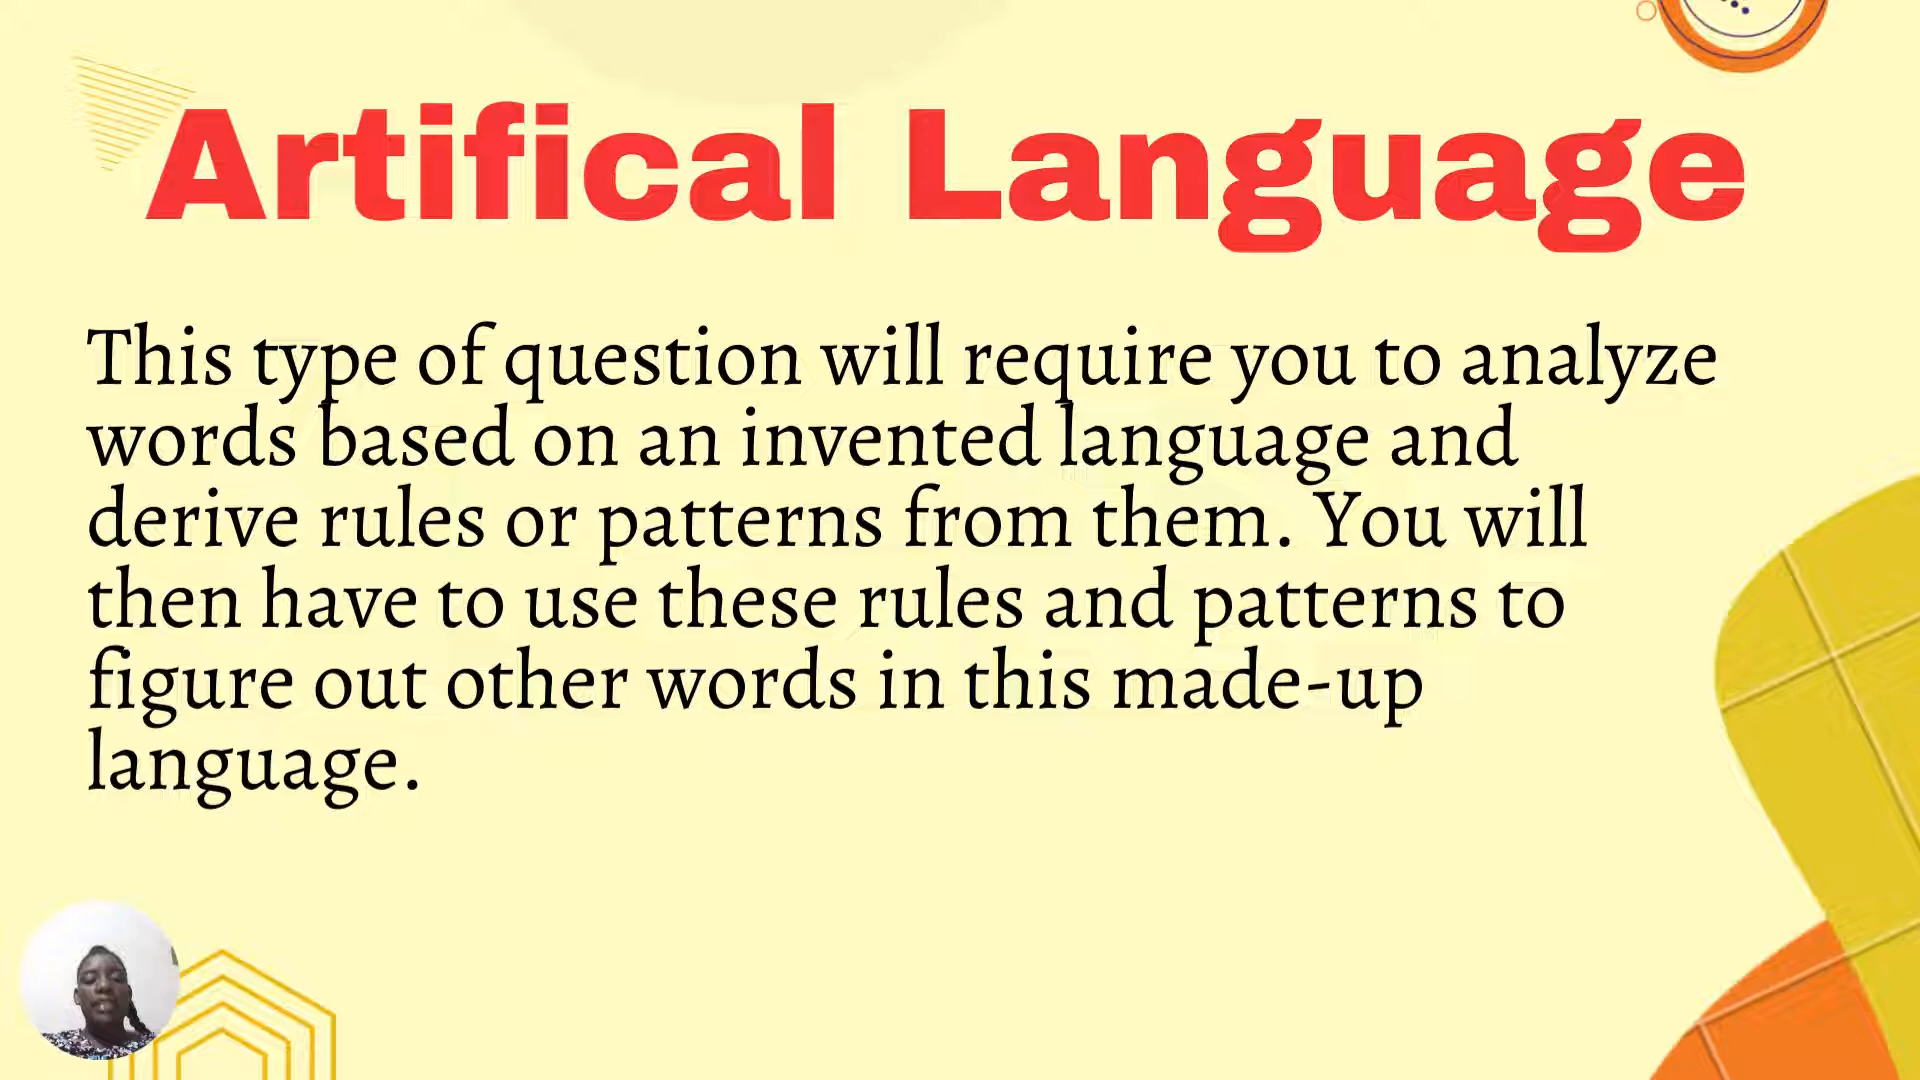 Artifical Language
This type of question will require you to analyze
words based on an invented language and
derive rules or patterns from them. You will
then have to use these rules and patterns to
figure out other words in this made-up
language.